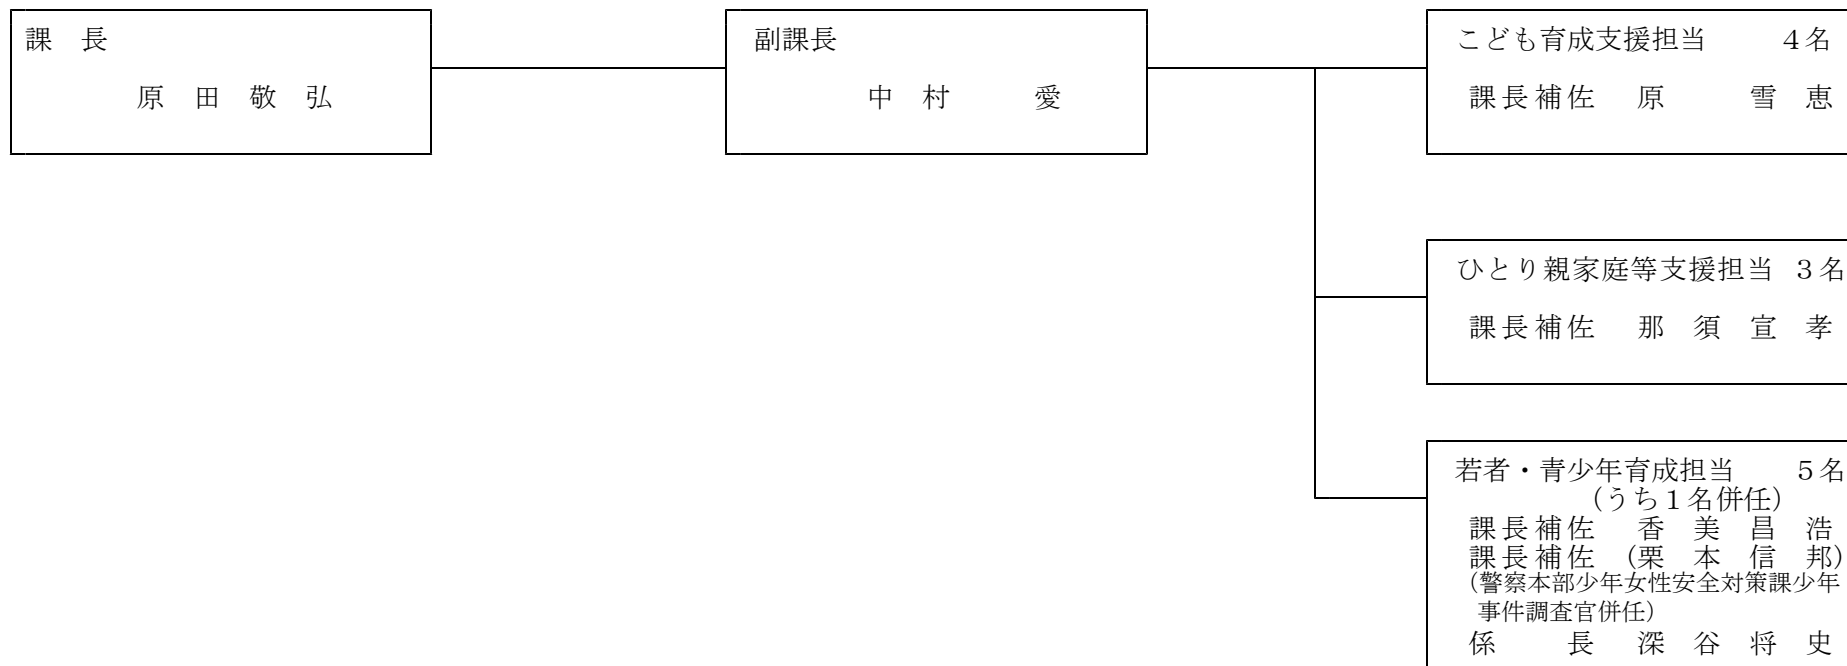 課　長
原　田　敬　弘
副課長
中　村　　　愛
こども育成支援担当　　４名
課長補佐　原　　　雪　恵
ひとり親家庭等支援担当　３名
課長補佐　那　須　宣　孝
若者・青少年育成担当　　５名
（うち１名併任）
課長補佐　香　美　昌　浩
課長補佐（栗　本　信　邦）
（警察本部少年女性安全対策課少年
事件調査官併任）
係　　　長　深　谷　将　史